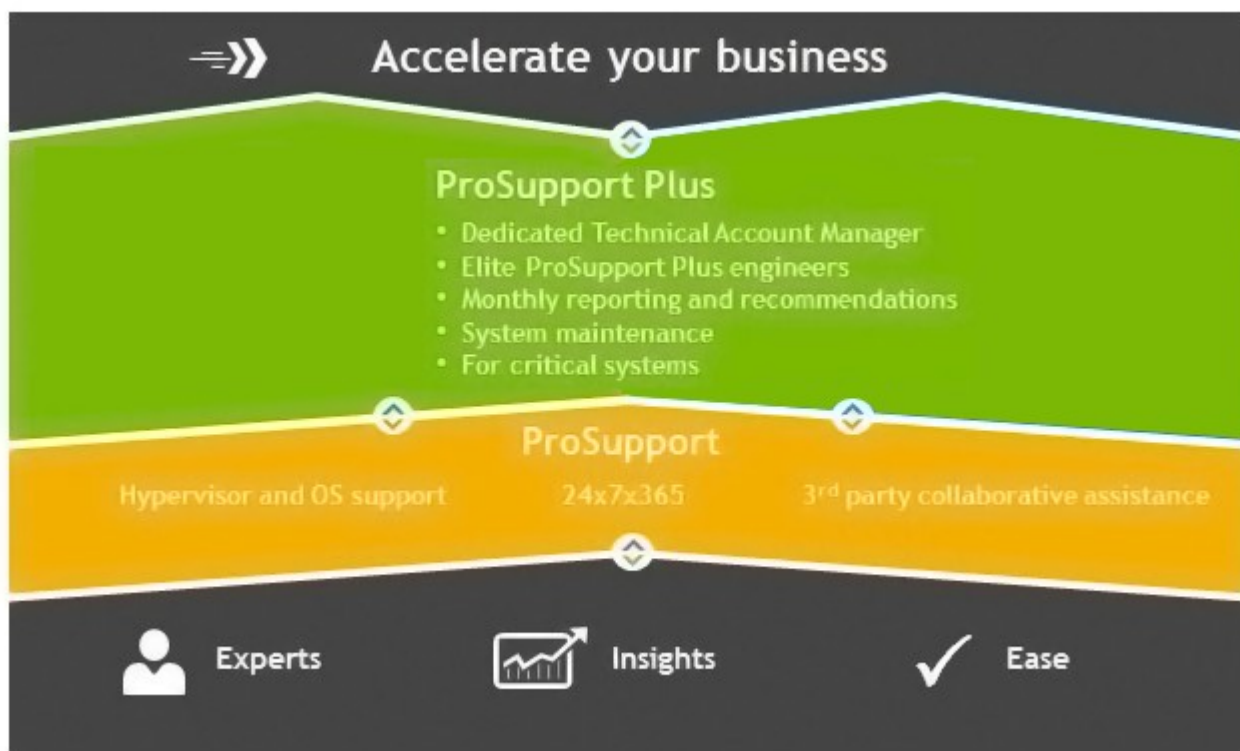 Accelerate your business
ProSupport Plus
• Dedicated Technical Account Manager
• Elite ProSupport Plus engineers
• Monthly reporting and recommendations
• System maintenance
• For critical systems
ProSupport
Hypervisor and OS support 24x7x365 3rd party collaborative assistance
Experts Insights Ease